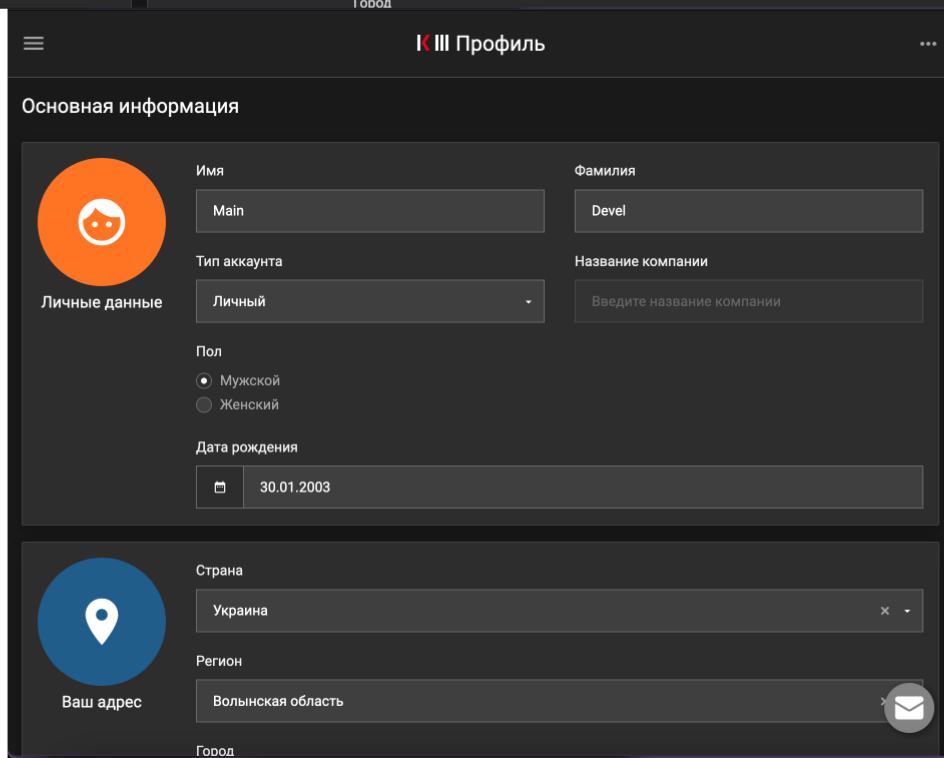 Город
Профиль
Основная информация
Имя
Фамилия
Main
Devel
Личные данные
Тип аккаунта
Название компании
Личный
Введите название компании
Пол
Мужской
Женский
Дата рождения
30.01.2003
Страна
Украина
Регион
Волынская область
Ваш адрес
Город